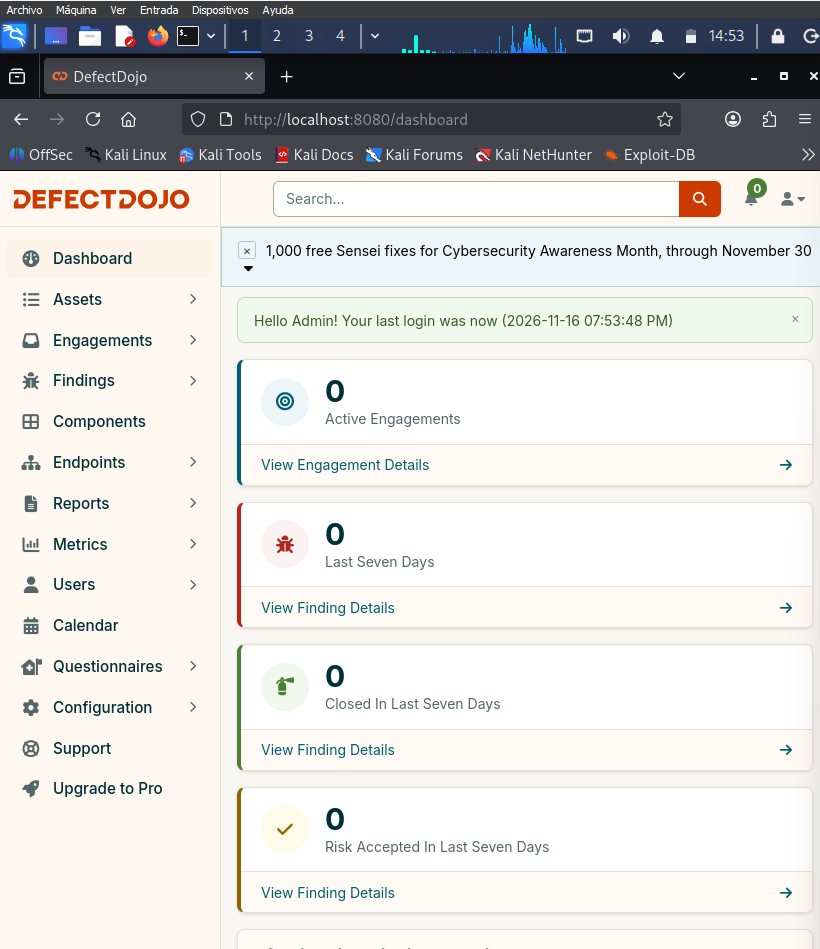 Archivo Máquina Ver Entrada Dispositivos Ayuda
1 2 3 4 14:53
DefectDojo
http://localhost:8080/dashboard
OffSec Kali Linux Kali Tools Kali Docs Kali Forums Kali NetHunter Exploit-DB
DEFECTDOJO
Search...
0
Dashboard
Assets
Engagements
Findings
Components
Endpoints
Reports
Metrics
Users
Calendar
Questionnaires
Configuration
Support
Upgrade to Pro
1,000 free Sensei fixes for Cybersecurity Awareness Month, through November 30
Hello Admin! Your last login was now (2026-11-16 07:53:48 PM)
0
Active Engagements
View Engagement Details
0
Last Seven Days
View Finding Details
0
Closed In Last Seven Days
View Finding Details
0
Risk Accepted In Last Seven Days
View Finding Details